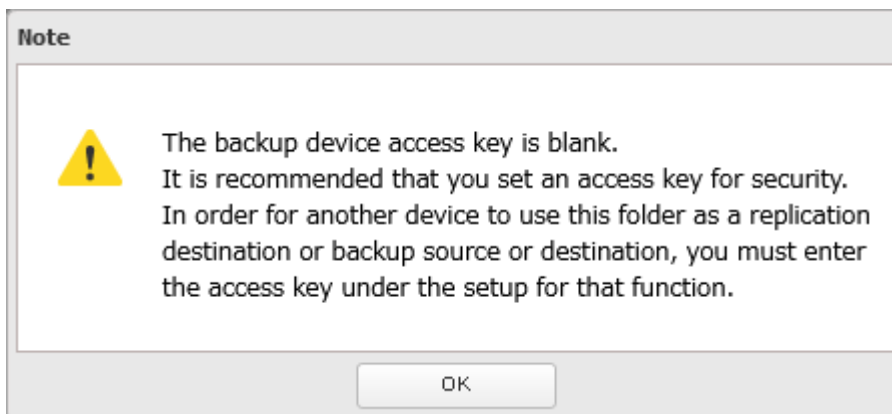 Note
The backup device access key is blank.
It is recommended that you set an access key for security.
In order for another device to use this folder as a replication
destination or backup source or destination, you must enter
the access key under the setup for that function.
OK